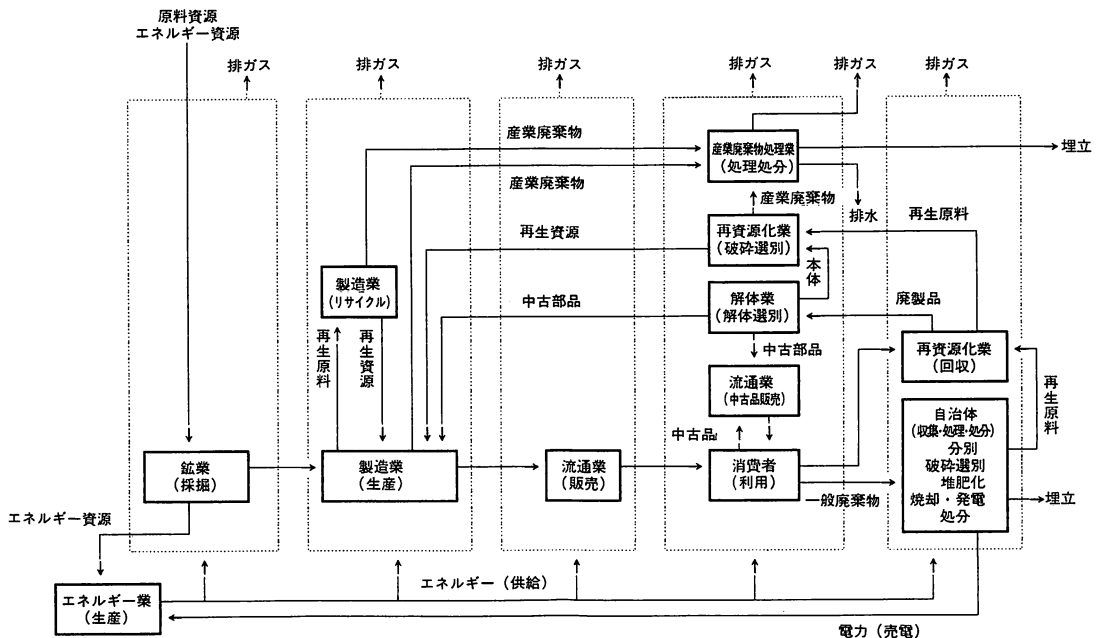 原料資源
エネルギー資源
排ガス
排ガス
排ガス
排ガス
排ガス
排ガス
産業廃棄物
産業廃棄物処理業
(処理処分)
埋立
産業廃棄物
産業廃棄物
排水
再生原料
再生資源
再資源化業
(破砕選別)
本体
製造業
(リサイクル)
中古部品
解体業
(解体選別)
廃製品
再生原料
再生資源
中古部品
再資源化業
(回収)
流通業
(中古品販売)
再生原料
中古品
自治体
(収集・処理・処分)
分別
破砕選別
堆肥化
焼却・発電
処分
鉱業
(採掘)
製造業
(生産)
流通業
(販売)
消費者
(利用)
一般廃棄物
埋立
エネルギー資源
エネルギー(供給)
エネルギー業
(生産)
電力(売電)